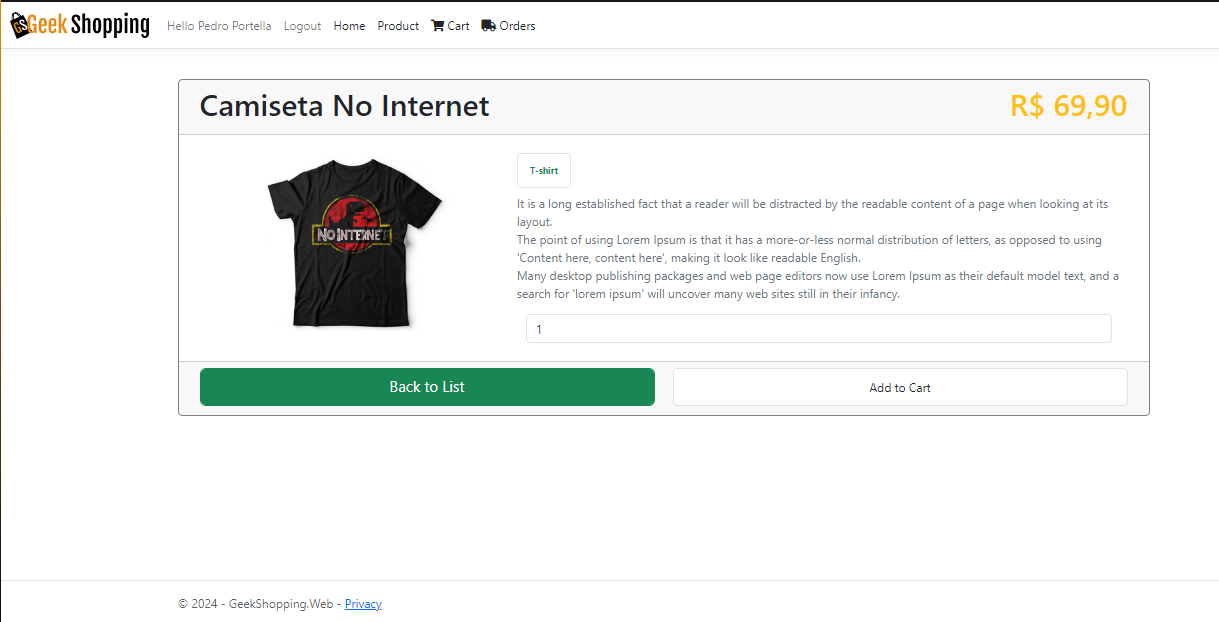 GS Geek Shopping Hello Pedro Portella Logout Home Product Cart Orders
Camiseta No Internet R$ 69,90
NO INTERNET
T-shirt
It is a long established fact that a reader will be distracted by the readable content of a page when looking at its
layout.
The point of using Lorem Ipsum is that it has a more-or-less normal distribution of letters, as opposed to using
'Content here, content here', making it look like readable English.
Many desktop publishing packages and web page editors now use Lorem Ipsum as their default model text, and a
search for 'lorem ipsum' will uncover many web sites still in their infancy.
1
Back to List Add to Cart
© 2024 - GeekShopping.Web - Privacy